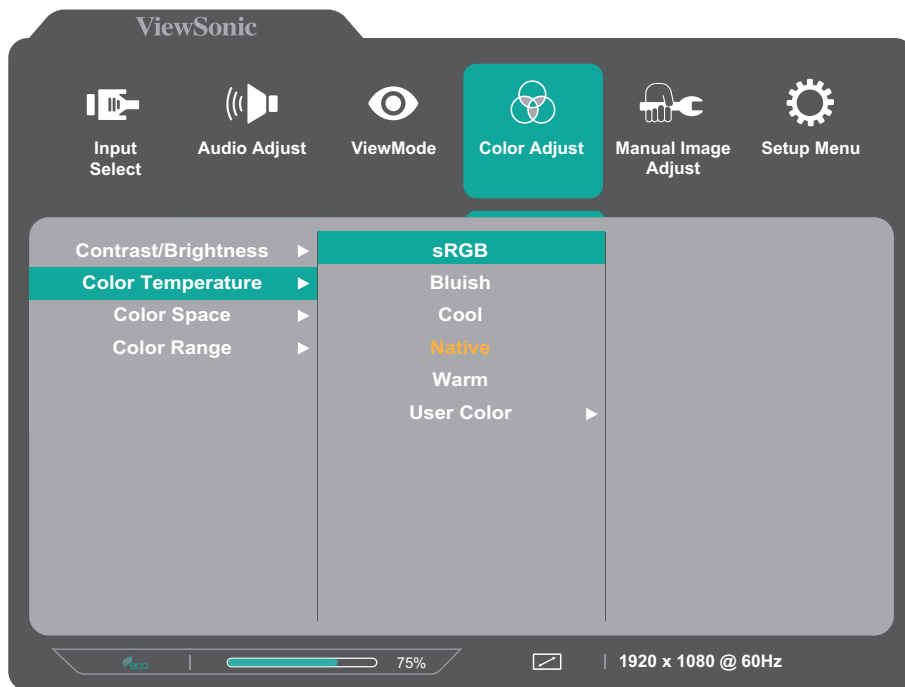 ViewSonic
Input
Select
Audio Adjust
ViewMode
Color Adjust
Manual Image
Adjust
Setup Menu
Contrast/Brightness
Color Temperature
Color Space
Color Range
sRGB
Bluish
Cool
Native
Warm
User Color
eco
75%
1920 x 1080 @ 60Hz